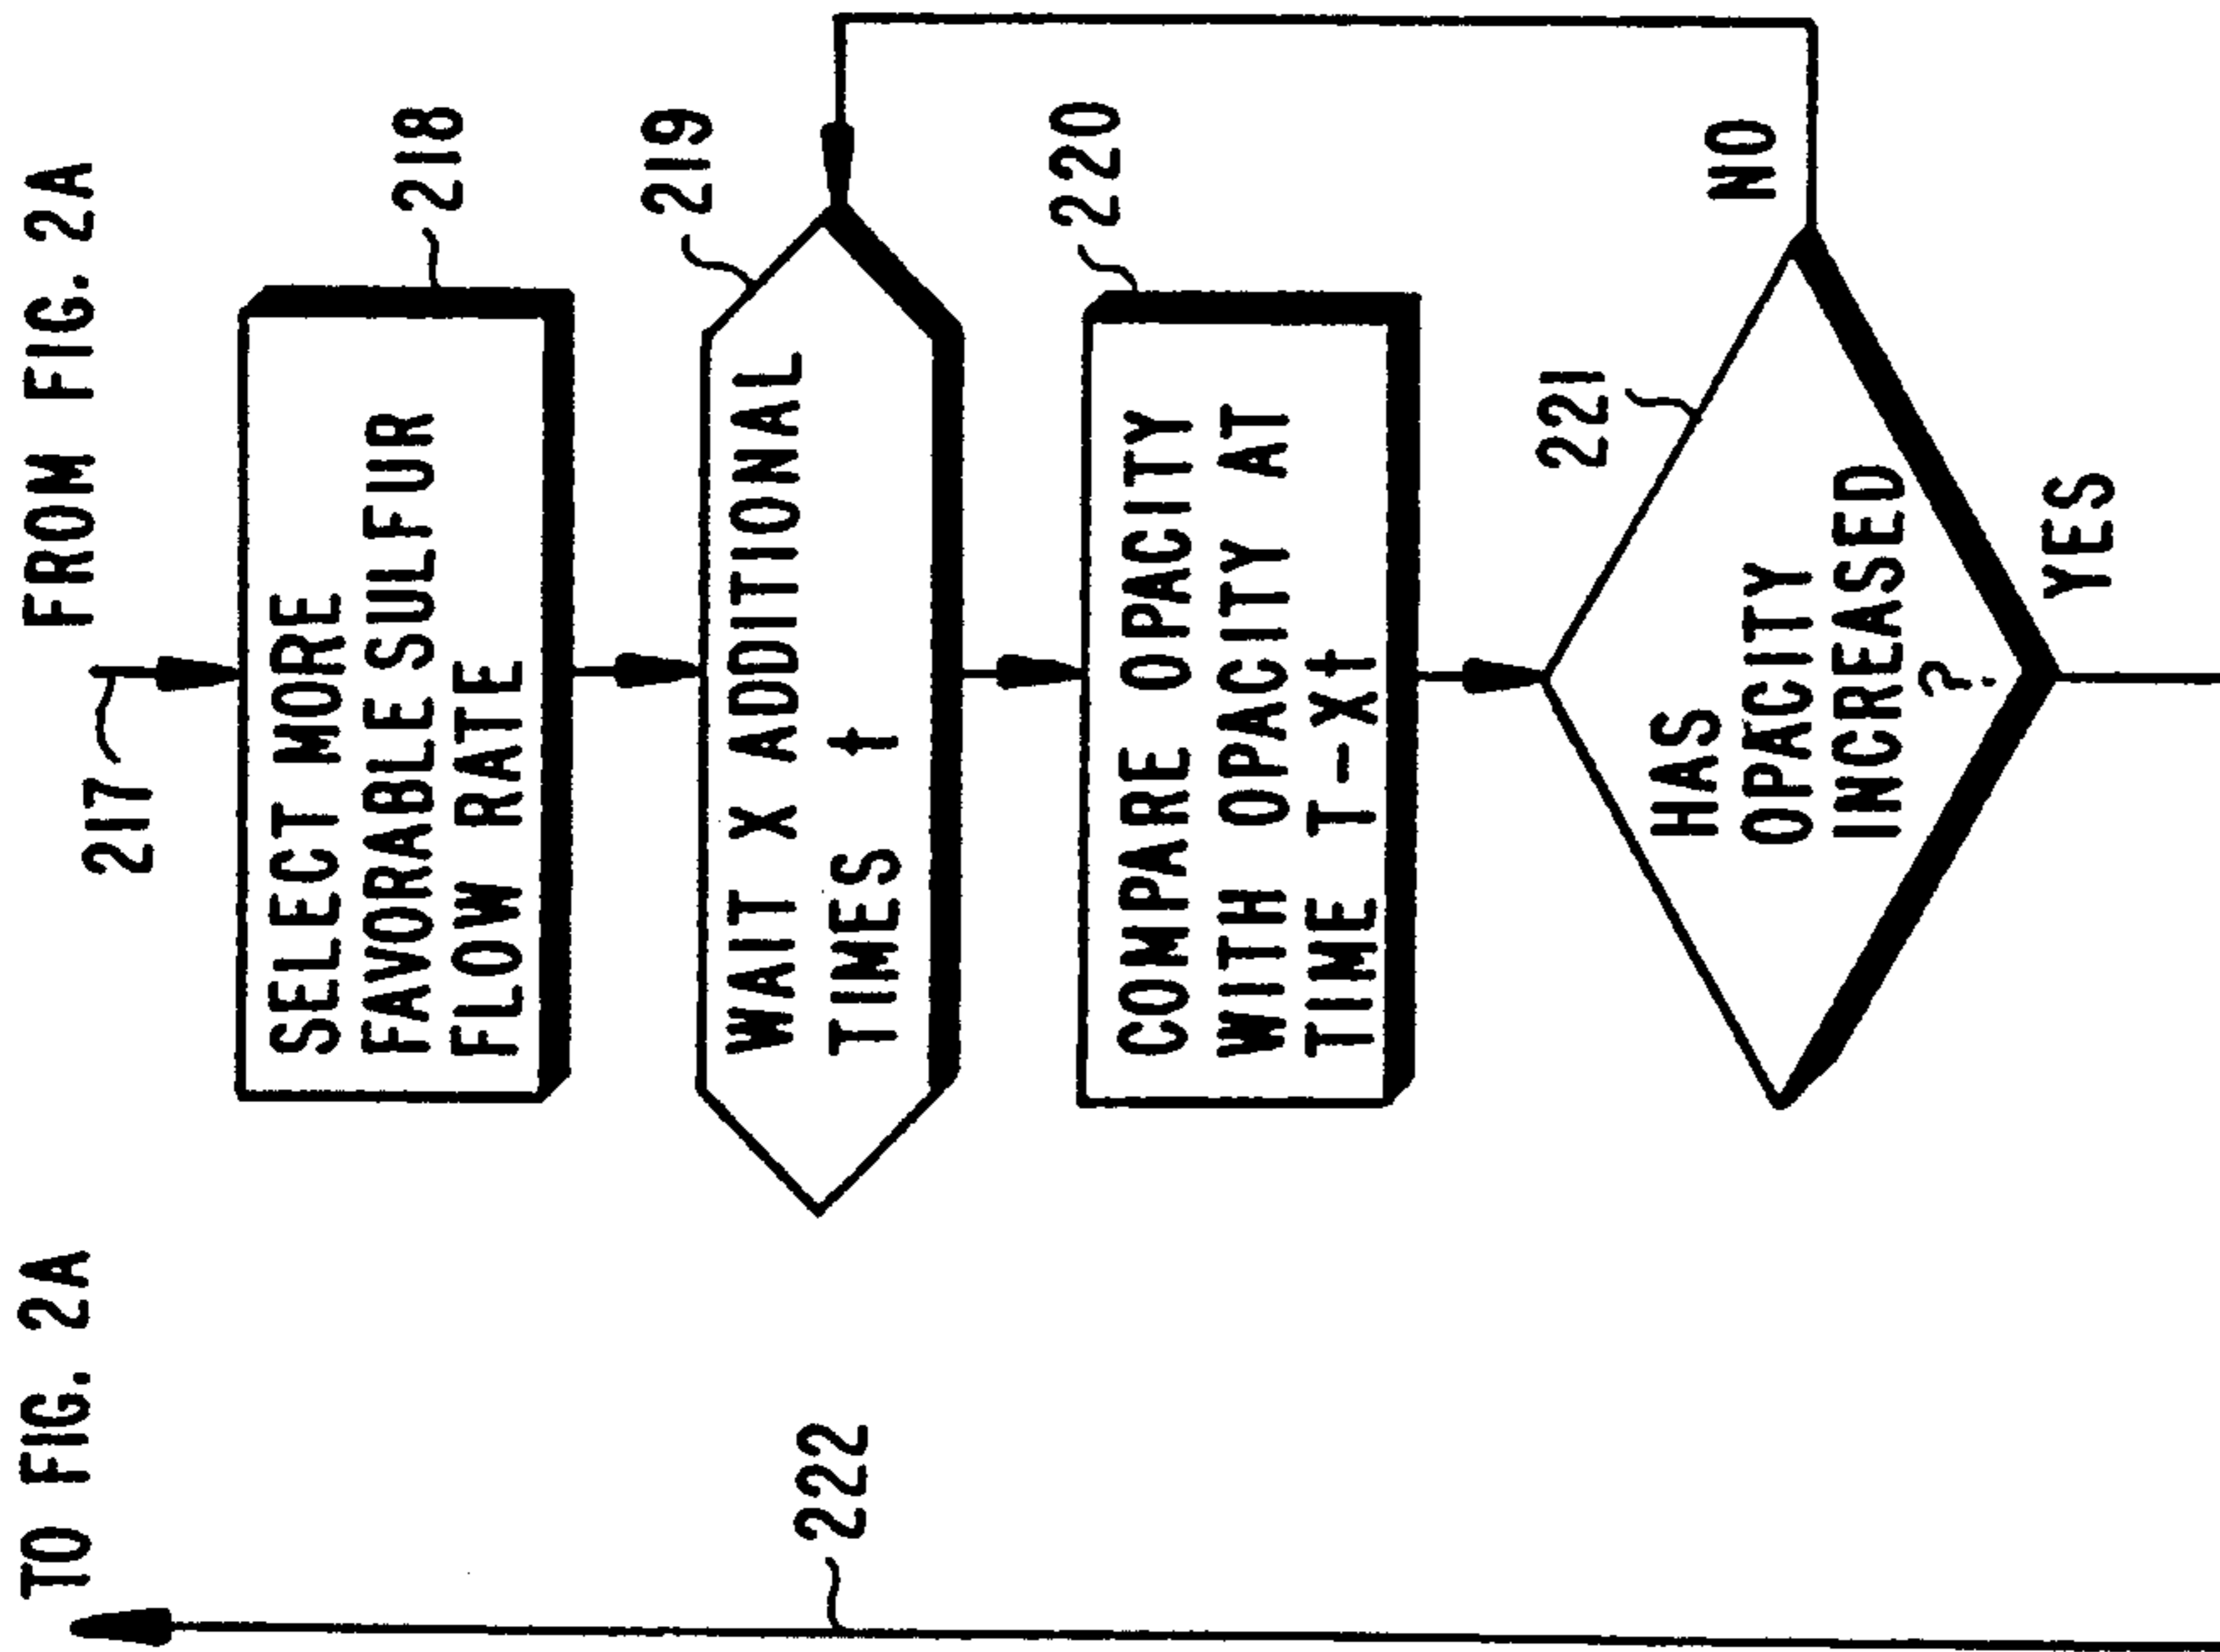 TO FIG. 2A
FROM FIG. 2A
217
SELECT MORE
FAVORABLE SULFUR
FLOW RATE
218
WAIT X ADDITIONAL
TIMES t
219
COMPARE OPACITY
WITH OPACITY AT
TIME T-Xt
220
HAS
OPACITY
INCREASED
?
221
NO
YES
222